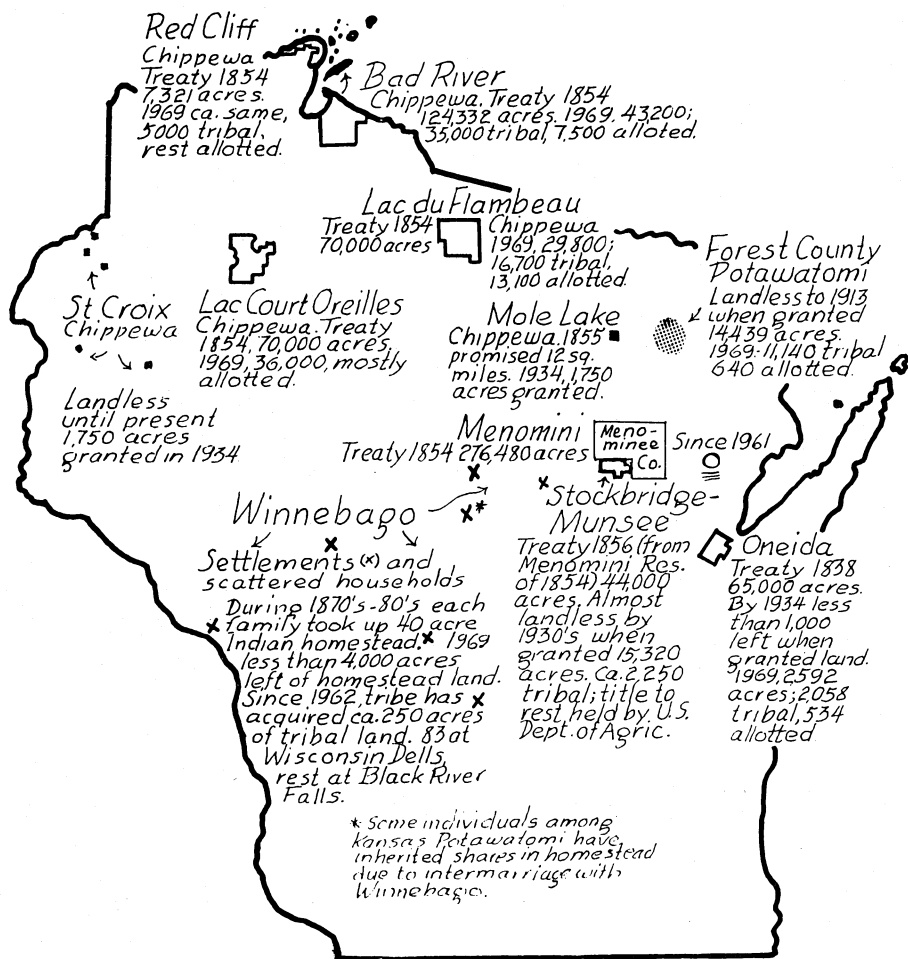 Red Cliff
Chippewa
Treaty 1854
7,321 acres.
1969 ca. same,
5000 tribal,
rest allotted.
Bad River
Chippewa. Treaty 1854
124,332 acres. 1969. 43,200;
35,000 tribal, 7,500 alloted.
Lac du Flambeau
Treaty 1854
70,000 acres
Chippewa
1969, 29,800;
16,700 tribal,
13,100 allotted.
Forest County
Potawatomi
Landless to 1913
when granted
14,439 acres.
1969-11,140 tribal
640 allotted.
St. Croix
Chippewa
Landless
until present
1,750 acres
granted in 1934
Lac Court Oreilles
Chippewa. Treaty
1854, 70,000 acres,
1969, 36,000, mostly
allotted.
Mole Lake
Chippewa. 1855
promised 12 sq.
miles. 1934, 1,750
acres granted.
Menomini
Treaty 1854 276,480 acres
Meno-
minee
Co.
Since 1961
Winnebago
Settlements (x) and
scattered households
During 1870's-80's each
x family took up 40 acre
Indian homestead. x 1969
less than 4,000 acres
left of homestead land.
Since 1962, tribe has x
acquired ca. 250 acres
of tribal land. 83 at
Wisconsin Dells,
rest at Black River
Falls.
x
x*
x
x
Stockbridge-
Munsee
Treaty 1856 (from
Menomini Res.
of 1854) 44,000
acres. Almost
landless by
1930's when
granted 15,320
acres. ca. 2,250
tribal; title to
rest held by U.S.
Dept. of Agric.
Oneida
Treaty 1838
65,000 acres.
By 1934 less
than 1,000
left when
granted land.
1969, 2592
acres; 2058
tribal, 534
allotted
* Some individuals among
Kansas Potawatomi have
inherited shares in homestead
due to intermarriage with
Winnebago.